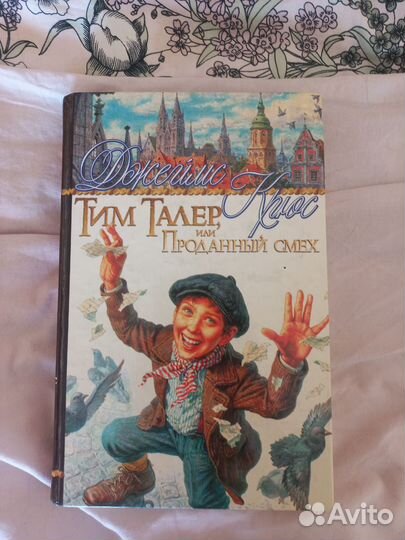 Джеймс
Крюс
Тим Талер,
или
Проданный смех
Avito